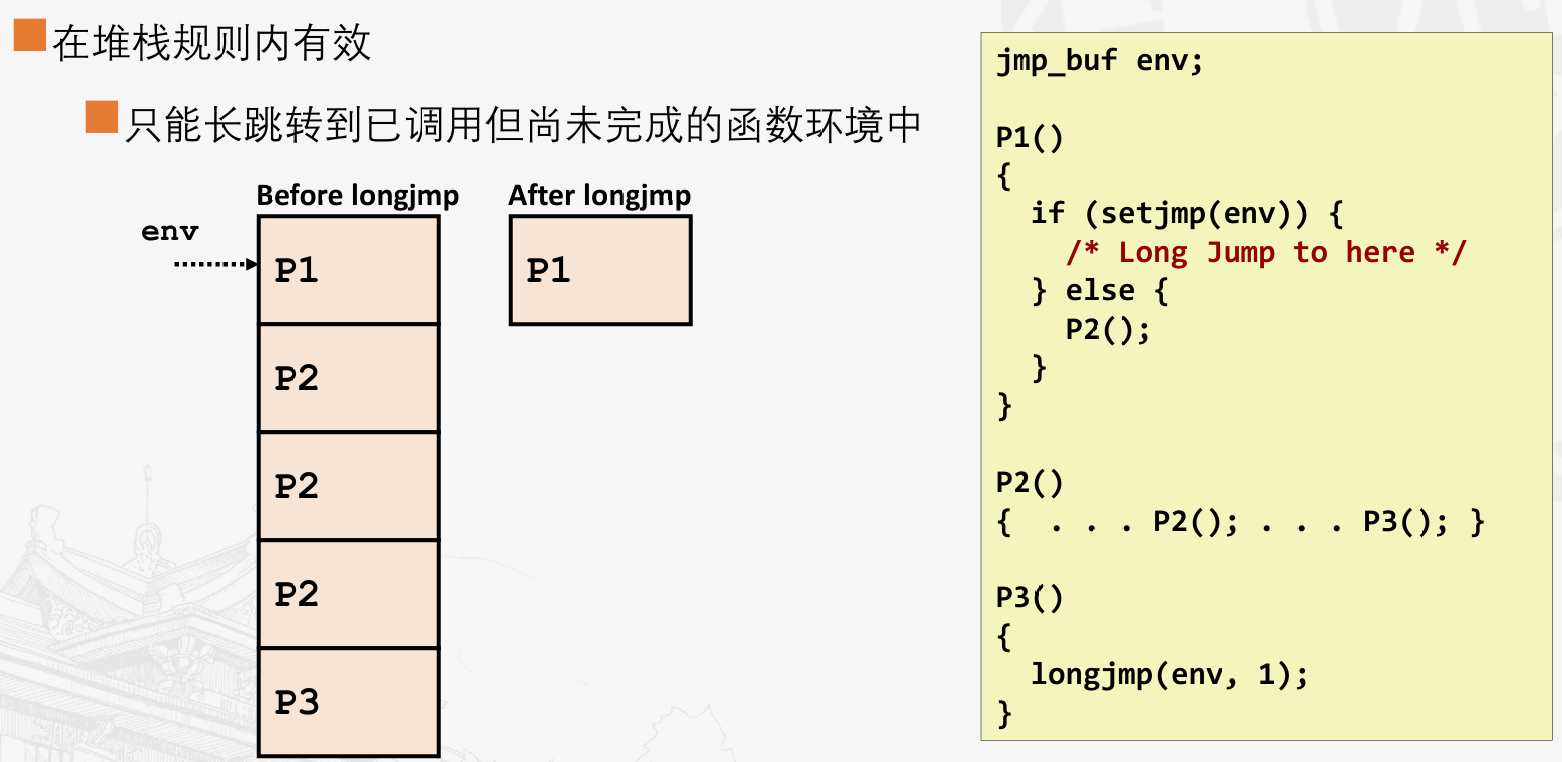 在堆栈规则内有效
只能长跳转到已调用但尚未完成的函数环境中
Before longjmp
After longjmp
env
P1
P2
P2
P2
P3
P1
jmp_buf env;
P1()
{
  if (setjmp(env)) {
    /* Long Jump to here */
  } else {
    P2();
  }
}
P2()
{  . . . P2(); . . . P3(); }
P3()
{
  longjmp(env, 1);
}